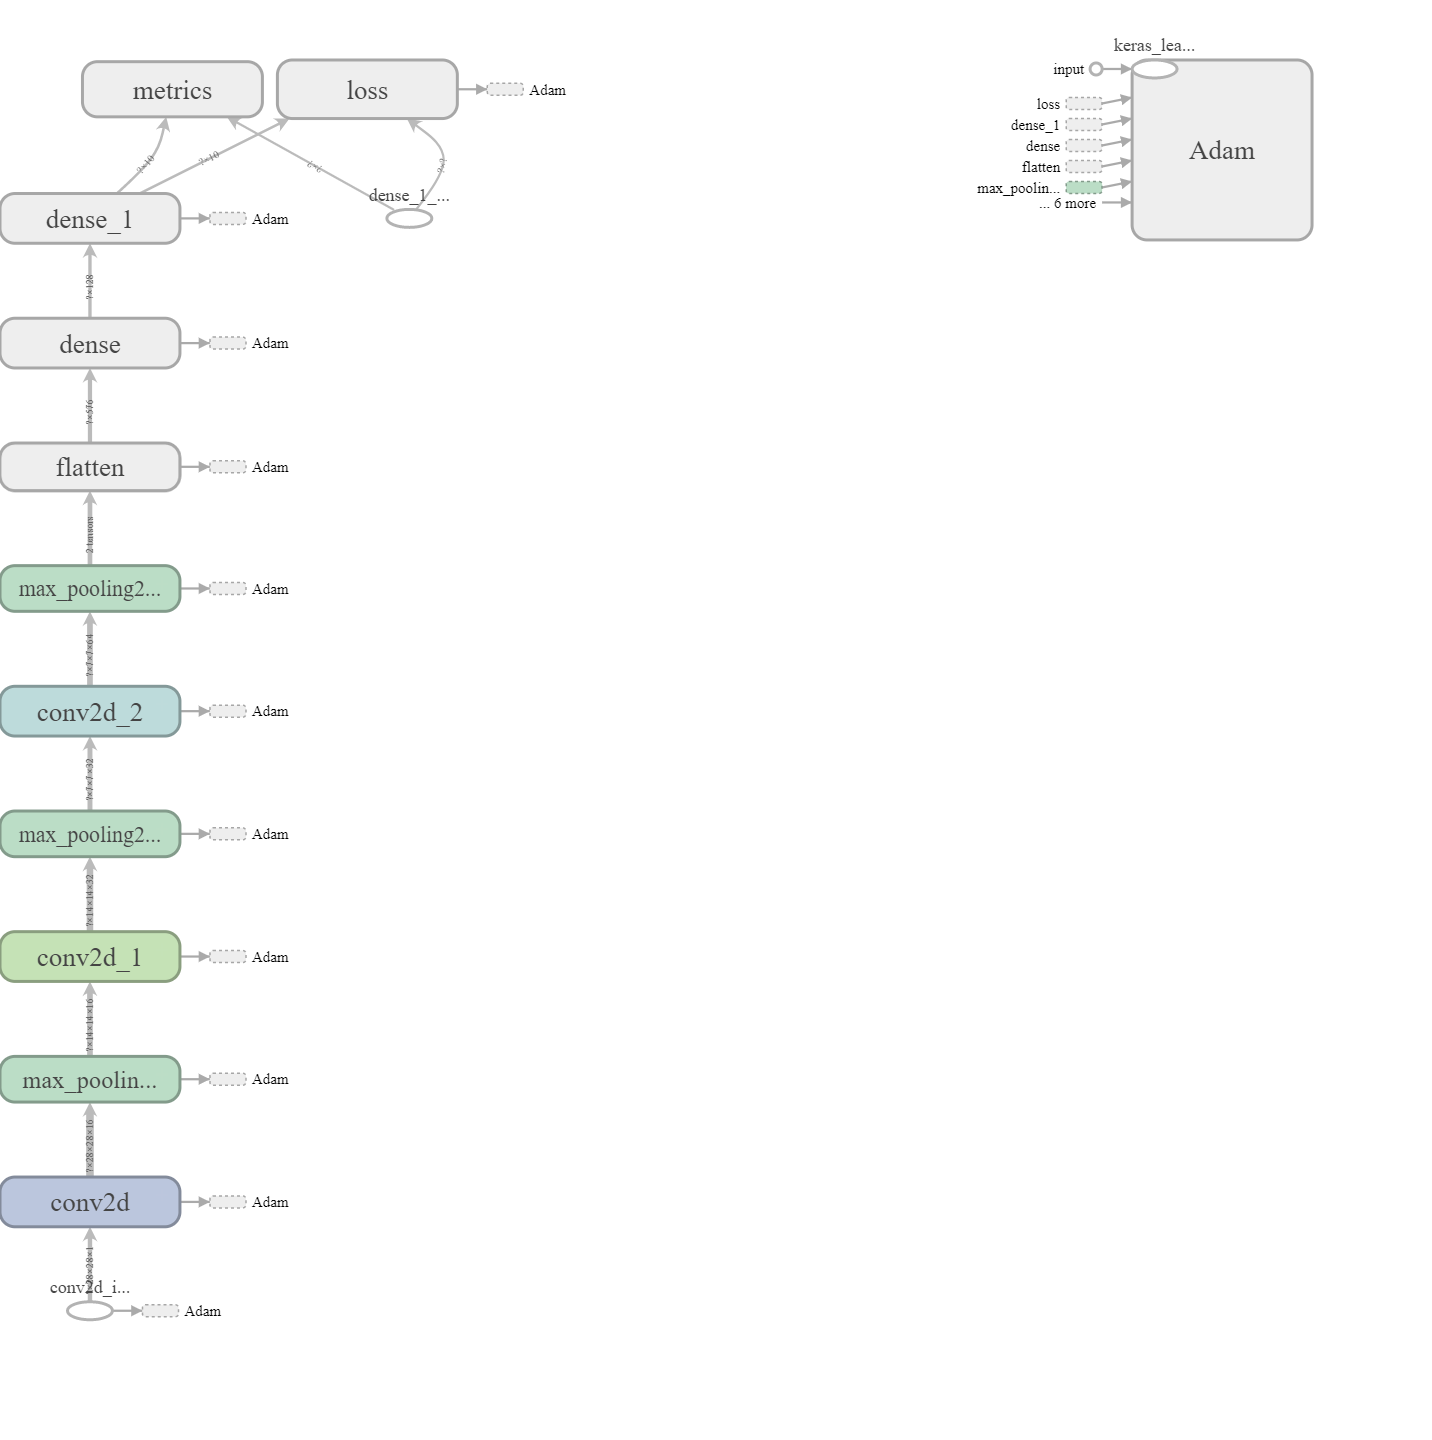 keras_lea...
input
loss
dense_1
dense
flatten
max_poolin...
... 6 more
Adam
metrics
loss
Adam
?×10
?×10
?×?
?×?
dense_1_...
dense_1
Adam
?×128
dense
Adam
?×576
flatten
Adam
2 tensors
max_pooling2...
Adam
?×7×7×64
conv2d_2
Adam
?×7×7×32
max_pooling2...
Adam
?×14×14×32
conv2d_1
Adam
?×14×14×16
max_poolin...
Adam
?×28×28×16
conv2d
Adam
28×28×1
conv2d_i...
Adam